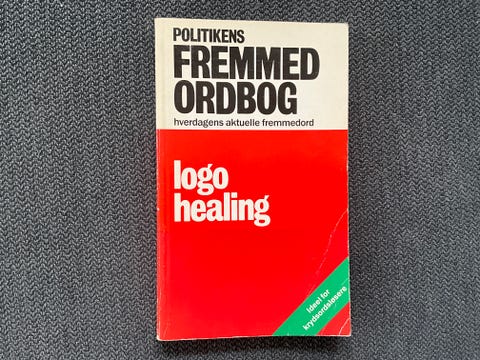 POLITIKENS
FREMMED
ORDBOG
hverdagens aktuelle fremmedord
logo
healing
Ideel for
krydsordsløsere